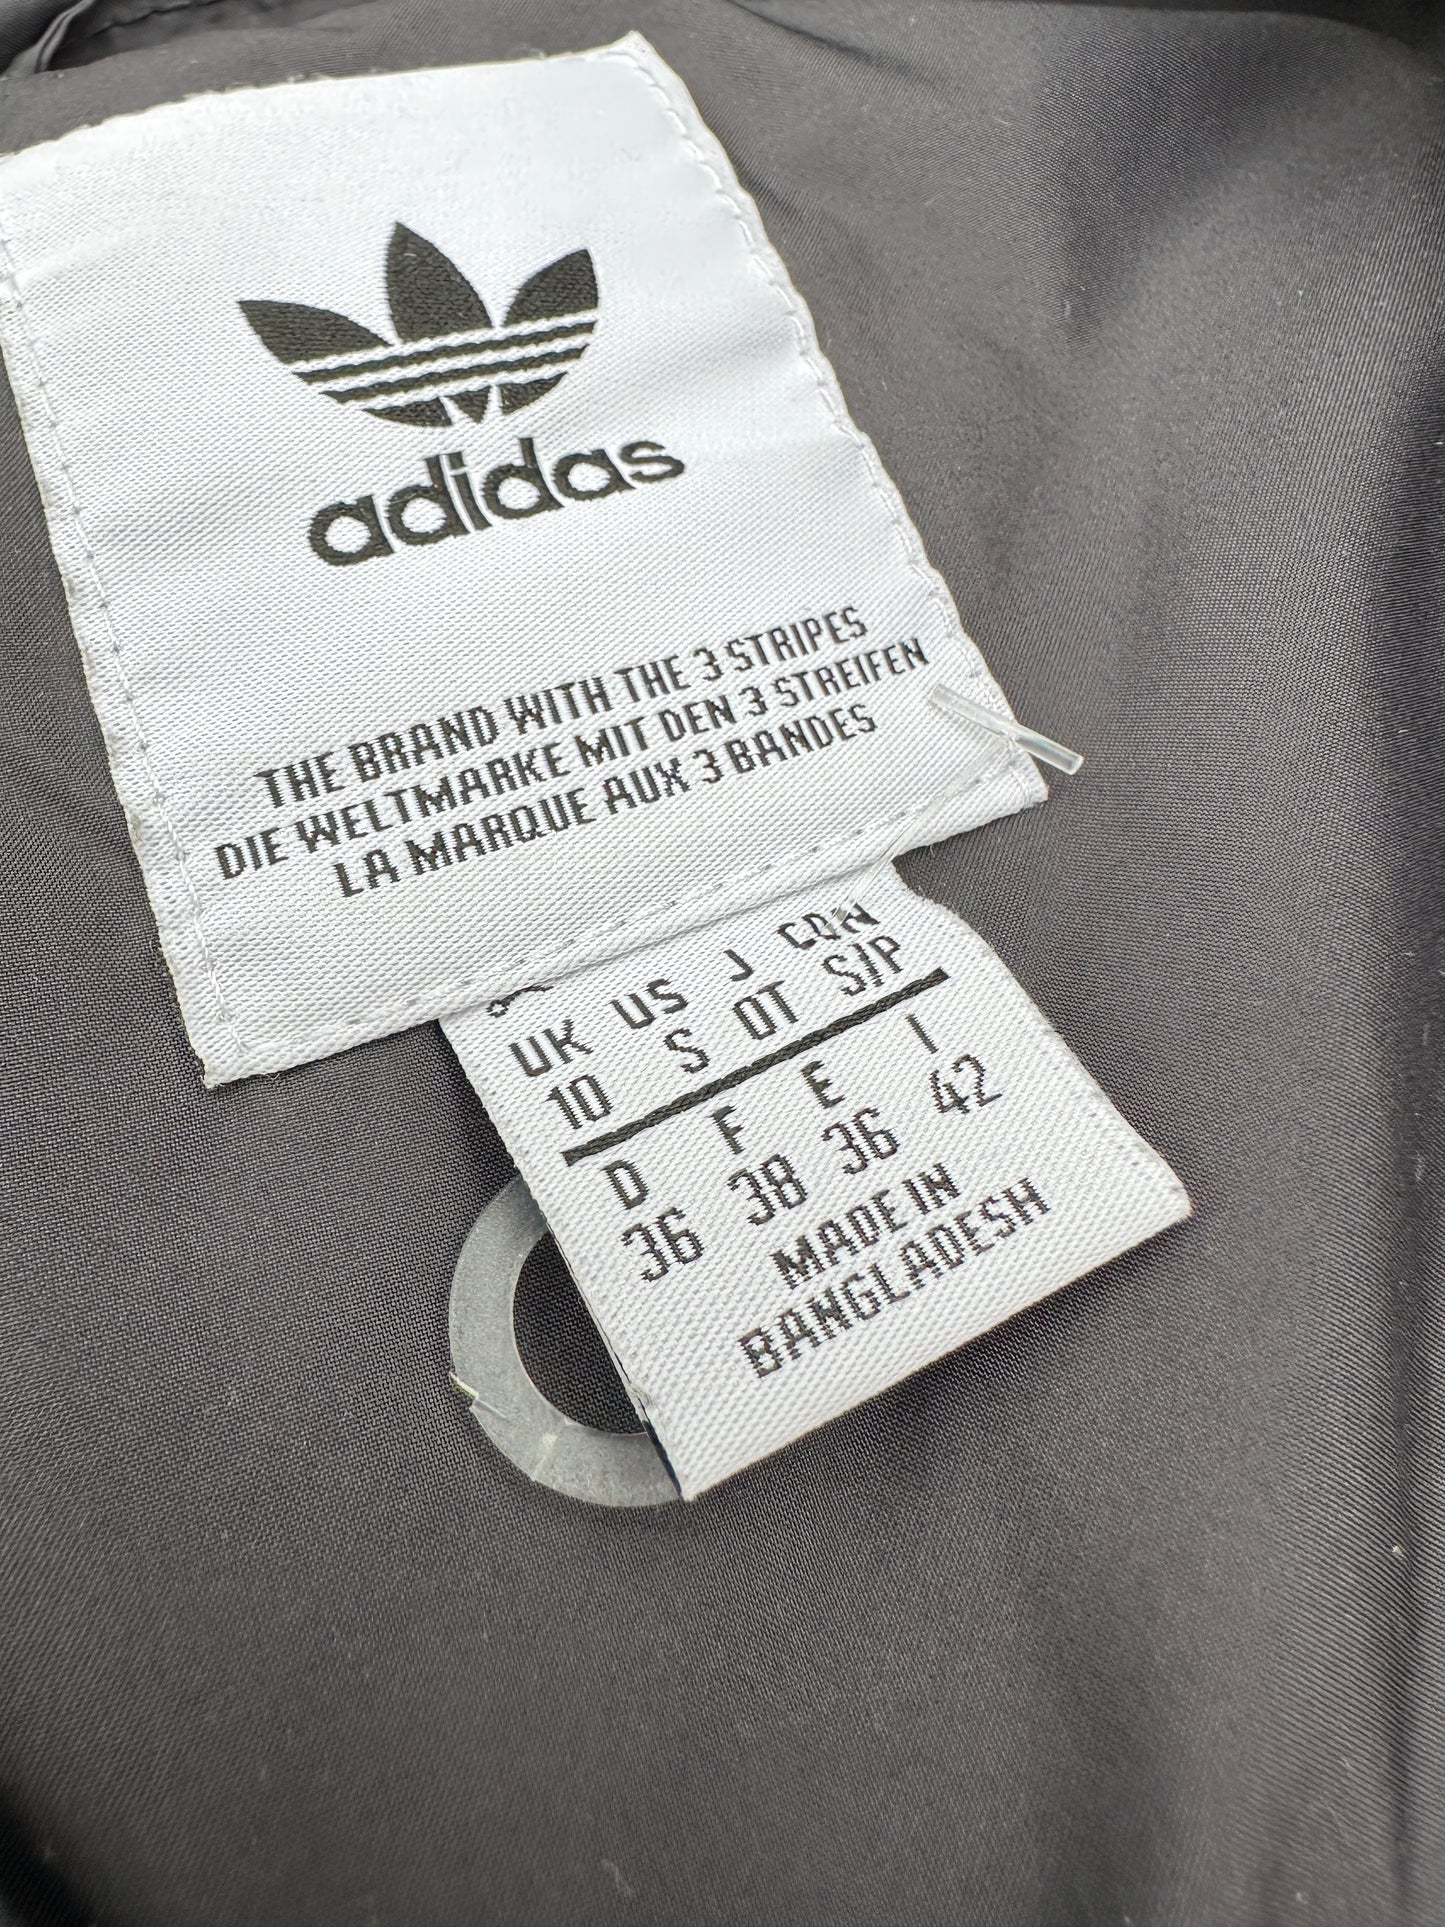 adidas
THE BRAND WITH THE 3 STRIPES
DIE WELTMARKE MIT DEN 3 STREIFEN
LA MARQUE AUX 3 BANDES
UK US J
10 S OT S/P
D F E I
36 38 36 42
MADE IN
BANGLADESH